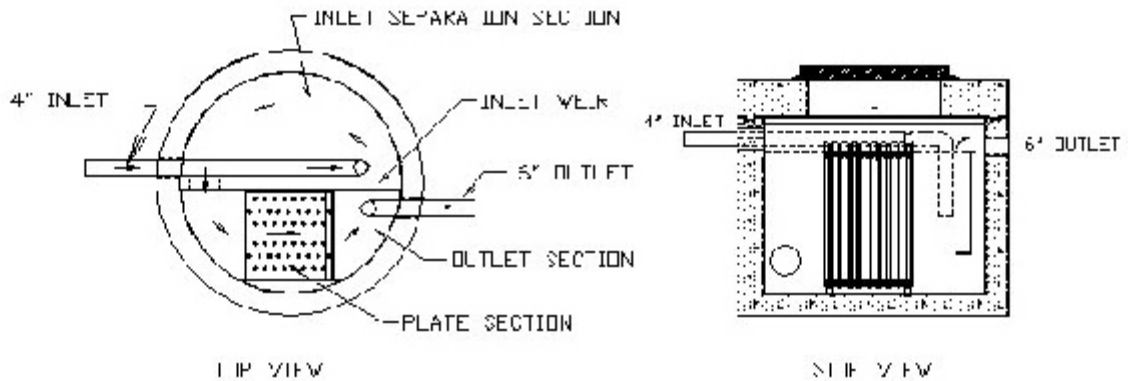 INLET SEPARATION SECTION
4" INLET
INLET WEIR
6" OUTLET
OUTLET SECTION
PLATE SECTION
TOP VIEW
4" INLET
6" OUTLET
SIDE VIEW